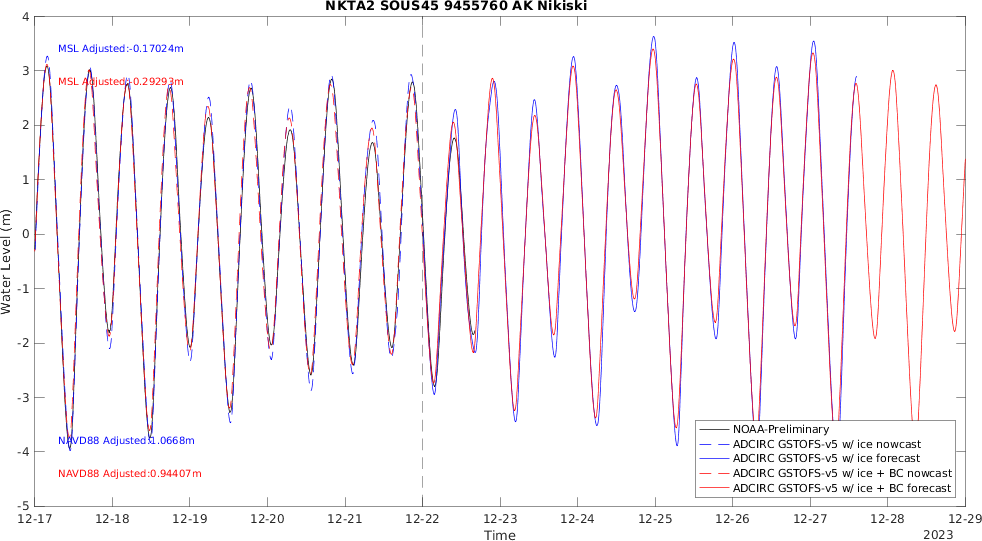 NKTA2 SOUS45 9455760 AK Nikiski
4
3
2
1
0
-1
-2
-3
-4
-5
Water Level (m)
MSL Adjusted:-0.17024m
MSL Adjusted:-0.29293m
NAVD88 Adjusted:1.0668m
NAVD88 Adjusted:0.94407m
NOAA-Preliminary
ADCIRC GSTOFS-v5 w/ ice nowcast
ADCIRC GSTOFS-v5 w/ ice forecast
ADCIRC GSTOFS-v5 w/ ice + BC nowcast
ADCIRC GSTOFS-v5 w/ ice + BC forecast
12-17 12-18 12-19 12-20 12-21 12-22 12-23 12-24 12-25 12-26 12-27 12-28 12-29
Time
2023